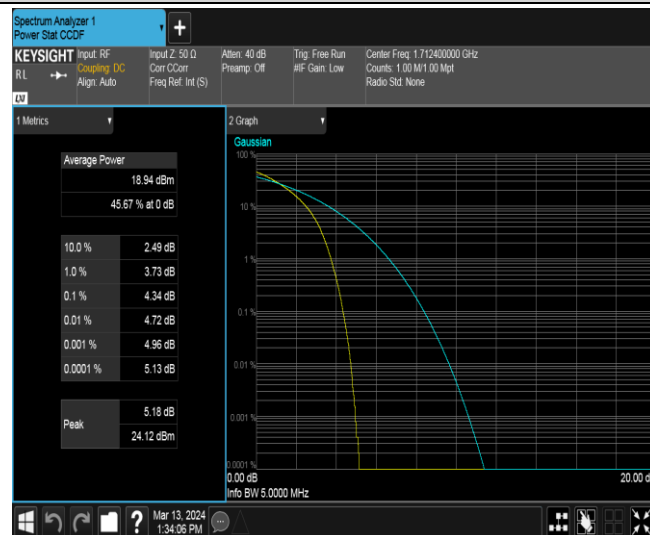 Spectrum Analyzer 1
Power Stat CCDF
+
KEYSIGHT
RL
LXI
Input: RF
Coupling: DC
Align: Auto
Input Z: 50 Ω
Corr CCorr
Freq Ref: Int (S)
Atten: 40 dB
Preamp: Off
Trig: Free Run
#IF Gain: Low
Center Freq: 1.712400000 GHz
Counts: 1.00 M/1.00 Mpt
Radio Std: None
1 Metrics
Average Power
18.94 dBm
45.67 % at 0 dB
10.0 % 2.49 dB
1.0 % 3.73 dB
0.1 % 4.34 dB
0.01 % 4.72 dB
0.001 % 4.96 dB
0.0001 % 5.13 dB
Peak
5.18 dB
24.12 dBm
2 Graph
Gaussian
100 %
10 %
1 %
0.1 %
0.01 %
0.001 %
0.0001 %
0.00 dB
20.00 d
Info BW 5.0000 MHz
?
Mar 13, 2024
1:34:06 PM